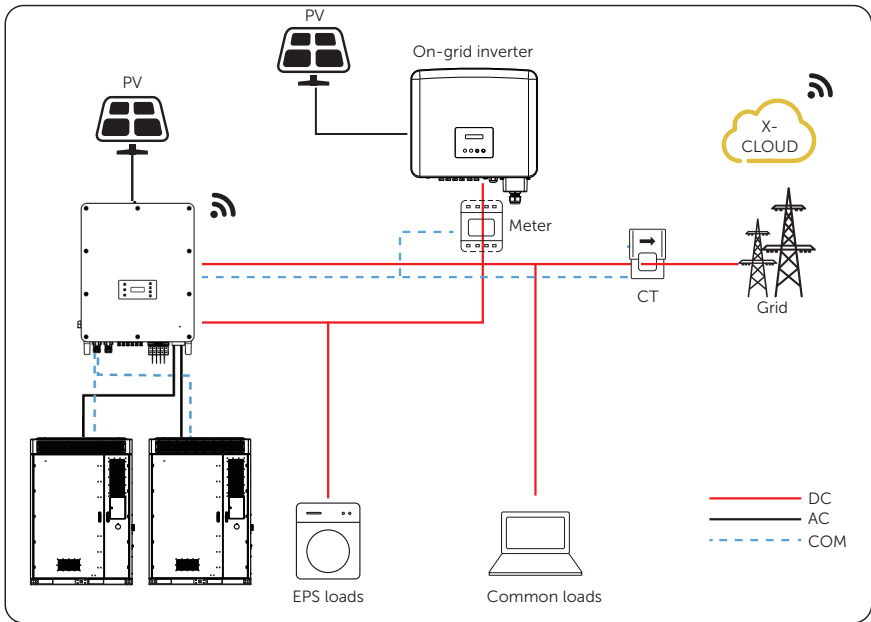 PV
On-grid inverter
PV
X-
CLOUD
Meter
CT
Grid
DC
AC
COM
EPS loads
Common loads